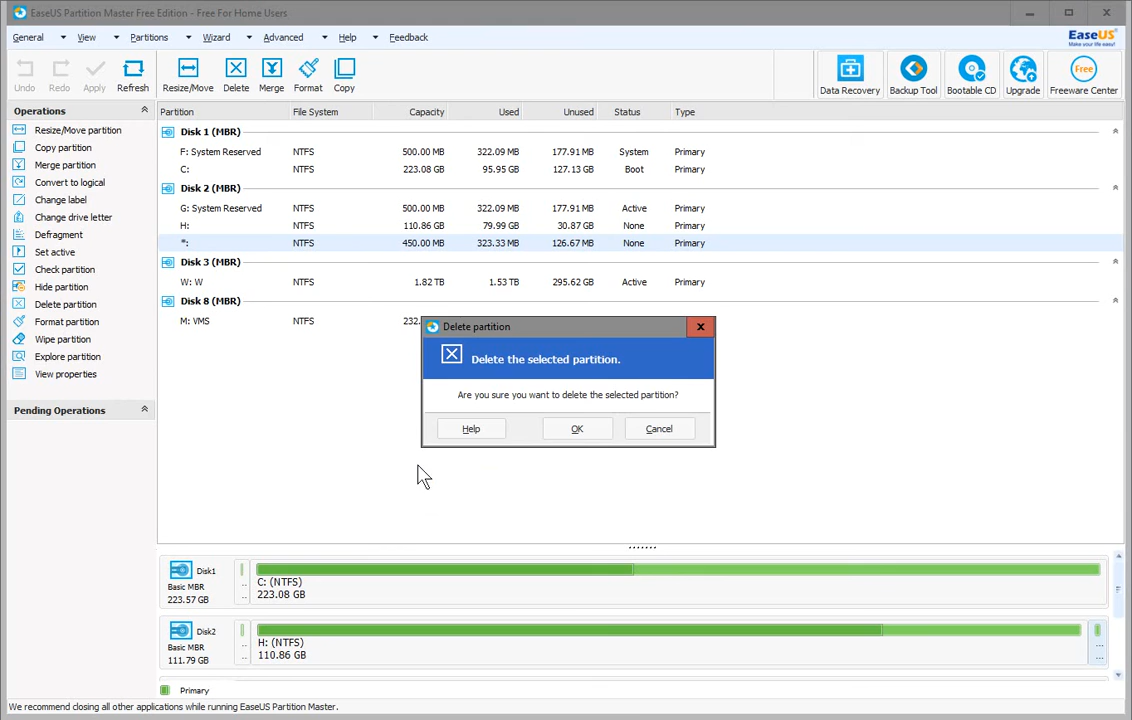 EaseUS Partition Master Free Edition - Free For Home Users
General View Partitions Wizard Advanced Help Feedback
EaseUS
Make your life easy!
Undo Redo Apply Refresh Resize/Move Delete Merge Format Copy Data Recovery Backup Tool Bootable CD Upgrade Free Freeware Center
Operations
Resize/Move partition
Copy partition
Merge partition
Convert to logical
Change label
Change drive letter
Defragment
Set active
Check partition
Hide partition
Delete partition
Format partition
Wipe partition
Explore partition
View properties
Pending Operations
Partition File System Capacity Used Unused Status Type
Disk 1 (MBR)
F: System Reserved NTFS 500.00 MB 322.09 MB 177.91 MB System Primary
C: NTFS 223.08 GB 95.95 GB 127.13 GB Boot Primary
Disk 2 (MBR)
G: System Reserved NTFS 500.00 MB 322.09 MB 177.91 MB Active Primary
H: NTFS 110.86 GB 79.99 GB 30.87 GB None Primary
*: NTFS 450.00 MB 323.33 MB 126.67 MB None Primary
Disk 3 (MBR)
W: W NTFS 1.82 TB 1.53 TB 295.62 GB Active Primary
Disk 8 (MBR)
M: VMS NTFS 232.
Delete partition
Delete the selected partition.
Are you sure you want to delete the selected partition?
Help OK Cancel
Disk1
Basic MBR
223.57 GB
..
..
C: (NTFS)
223.08 GB
Disk2
Basic MBR
111.79 GB
..
..
H: (NTFS)
110.86 GB
...
...
Primary
We recommend closing all other applications while running EaseUS Partition Master.